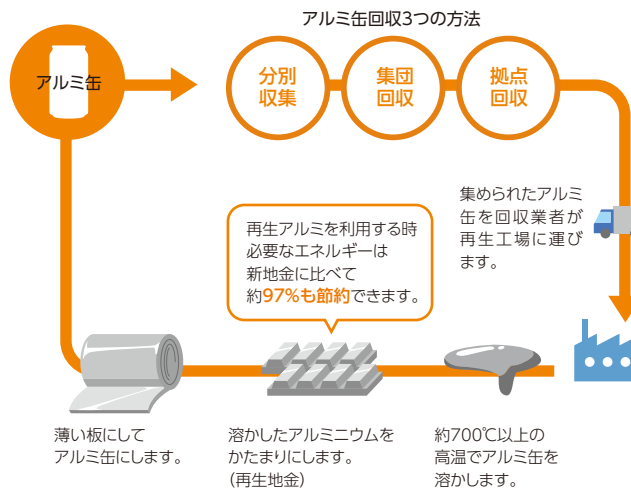 アルミ缶回収3つの方法
アルミ缶
分別
収集
集団
回収
拠点
回収
集められたアルミ
缶を回収業者が
再生工場に運び
ます。
再生アルミを利用する時
必要なエネルギーは
新地金に比べて
約97%も節約できます。
薄い板にして
アルミ缶にします。
溶かしたアルミニウムを
かたまりにします。
(再生地金)
約700℃以上の
高温でアルミ缶を
溶かします。